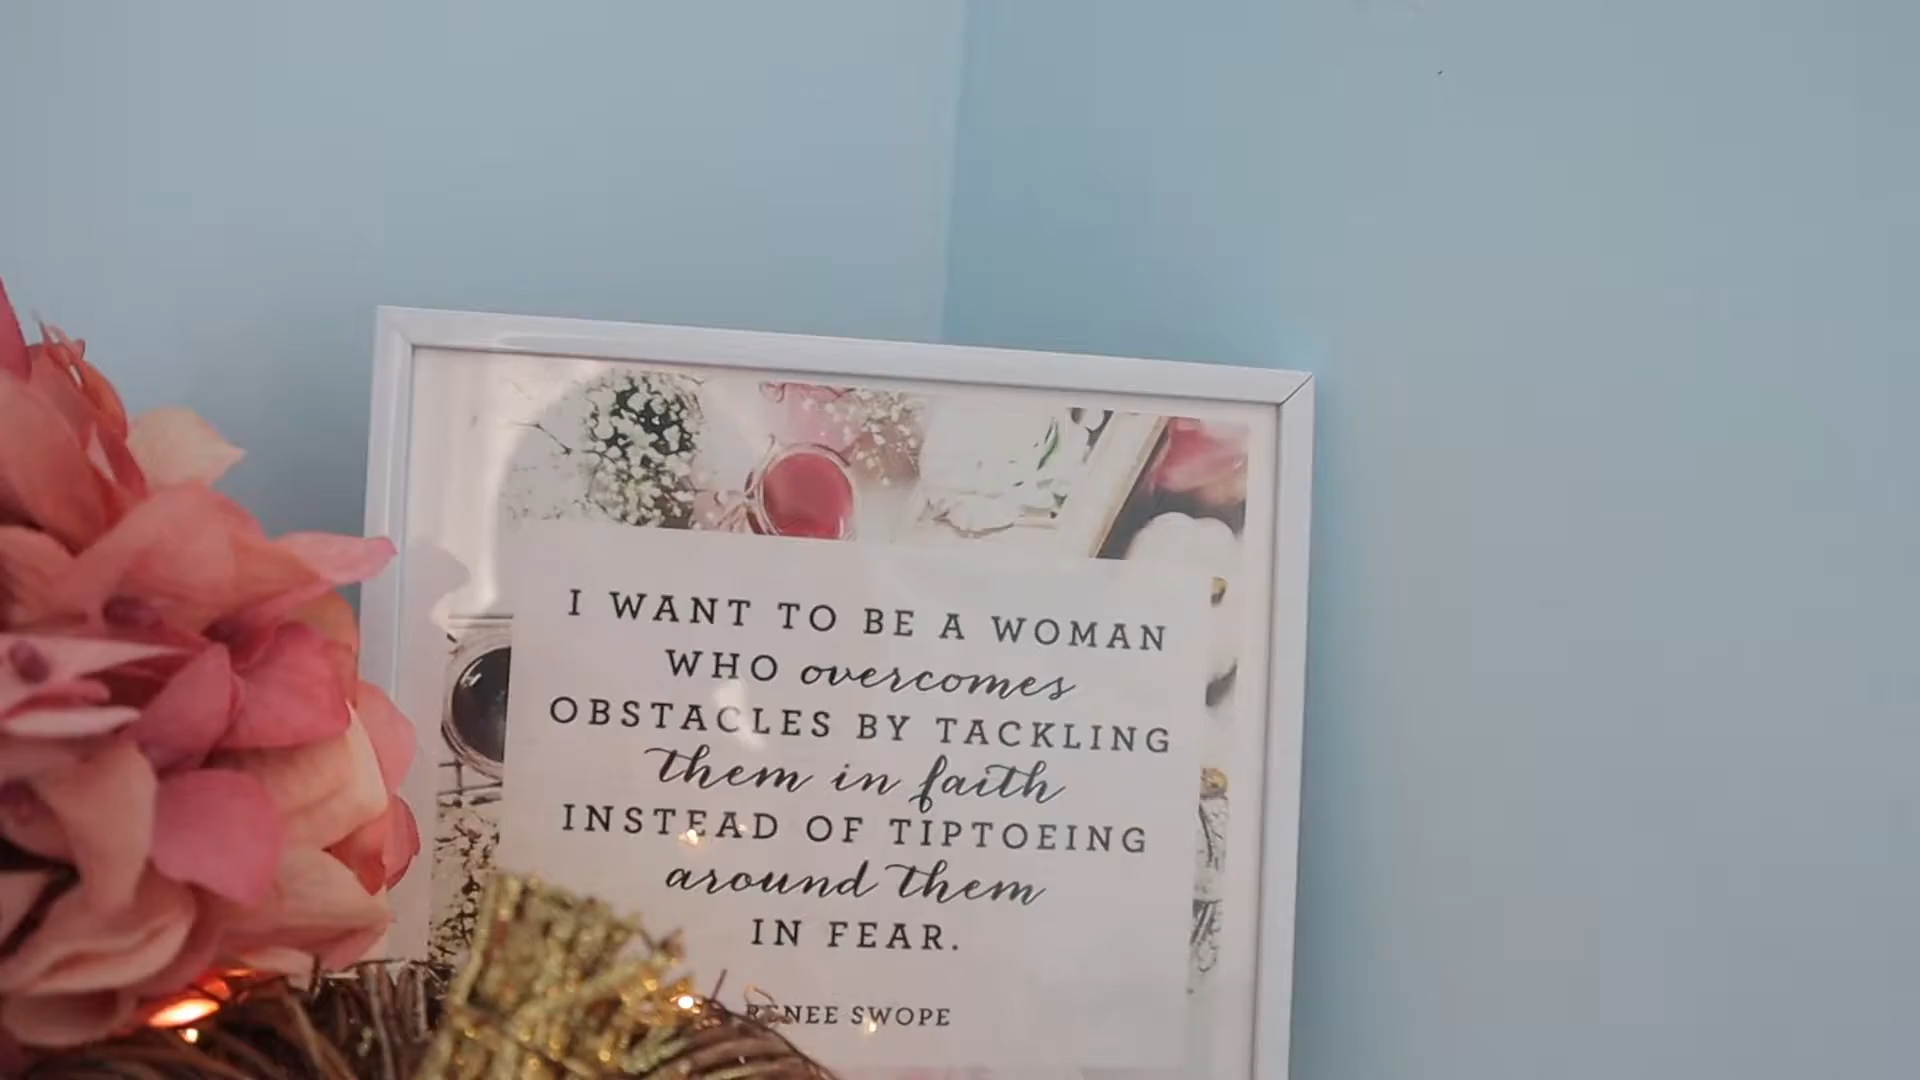 I WANT TO BE A WOMAN
WHO overcomes
OBSTACLES BY TACKLING
them in faith
INSTEAD OF TIPTOEING
around them
IN FEAR.
RENEE SWOPE